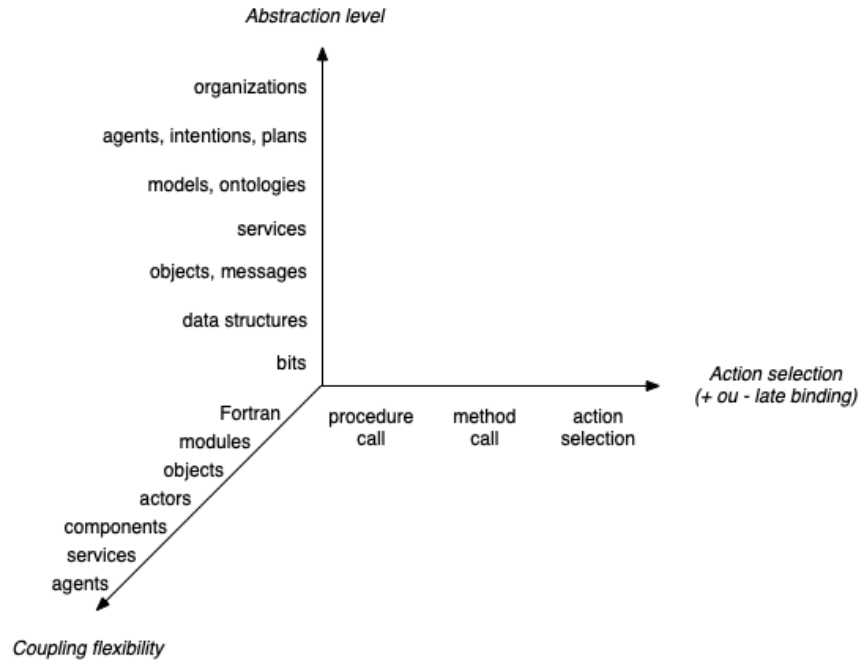 Abstraction level
organizations
agents, intentions, plans
models, ontologies
services
objects, messages
data structures
bits
Action selection
(+ ou - late binding)
procedure
call
method
call
action
selection
Fortran
modules
objects
actors
components
services
agents
Coupling flexibility